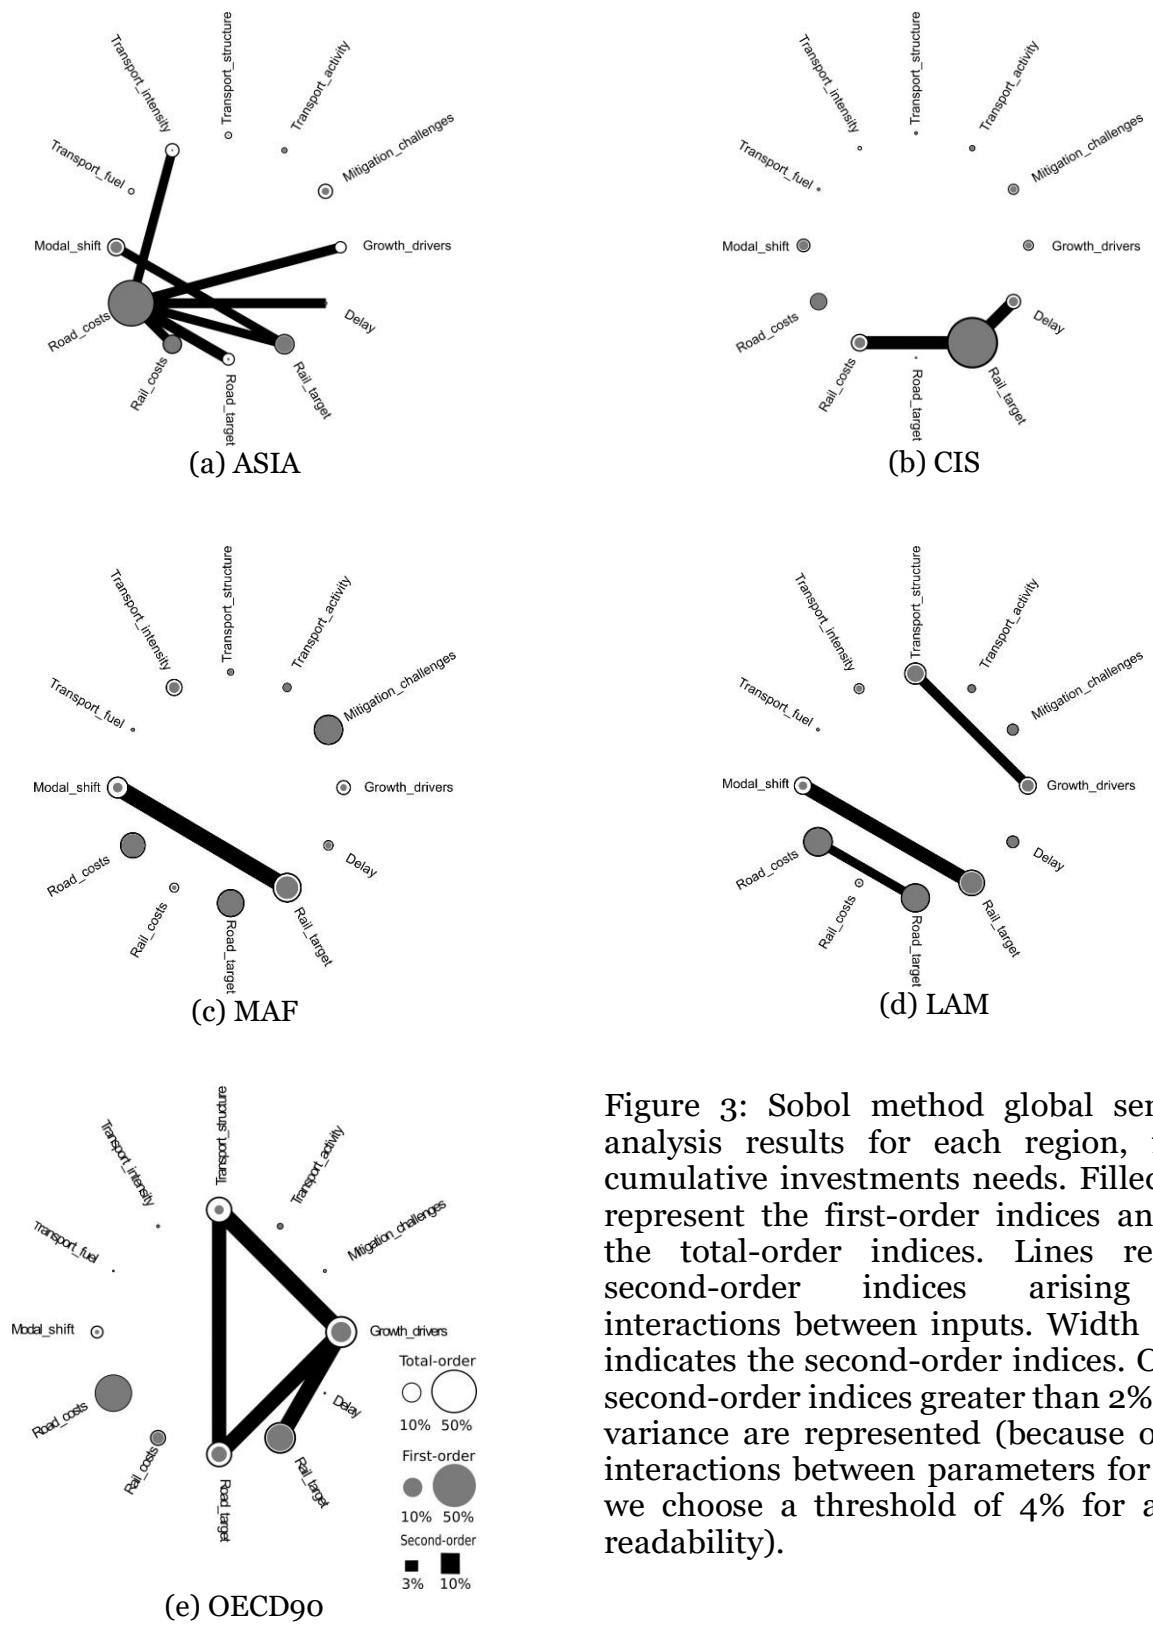 Transport_structure
Transport_intensity
Transport_activity
Transport_fuel
Mitigation_challenges
Modal_shift
Growth_drivers
Road_costs
Delay
Rail_costs
Road_target
Rail_target
(a) ASIA
Transport_structure
Transport_intensity
Transport_activity
Transport_fuel
Mitigation_challenges
Modal_shift
Growth_drivers
Road_costs
Delay
Rail_costs
Road_target
Rail_target
(b) CIS
Transport_structure
Transport_intensity
Transport_activity
Transport_fuel
Mitigation_challenges
Modal_shift
Growth_drivers
Road_costs
Delay
Rail_costs
Road_target
Rail_target
(c) MAF
Transport_structure
Transport_intensity
Transport_activity
Transport_fuel
Mitigation_challenges
Modal_shift
Growth_drivers
Road_costs
Delay
Rail_costs
Road_target
Rail_target
(d) LAM
Transport_structure
Transport_intensity
Transport_activity
Transport_fuel
Mitigation_challenges
Modal_shift
Growth_drivers
Road_costs
Delay
Rail_costs
Road_target
Rail_target
Total-order
10% 50%
First-order
10% 50%
Second-order
3% 10%
(e) OECD90
Figure 3: Sobol method global ser
analysis results for each region,
cumulative investments needs. Filled
represent the first-order indices an
the total-order indices. Lines re
second-order indices arising
interactions between inputs. Width
indicates the second-order indices. O
second-order indices greater than 2%
variance are represented (because o
interactions between parameters for
we choose a threshold of 4% for a
readability).